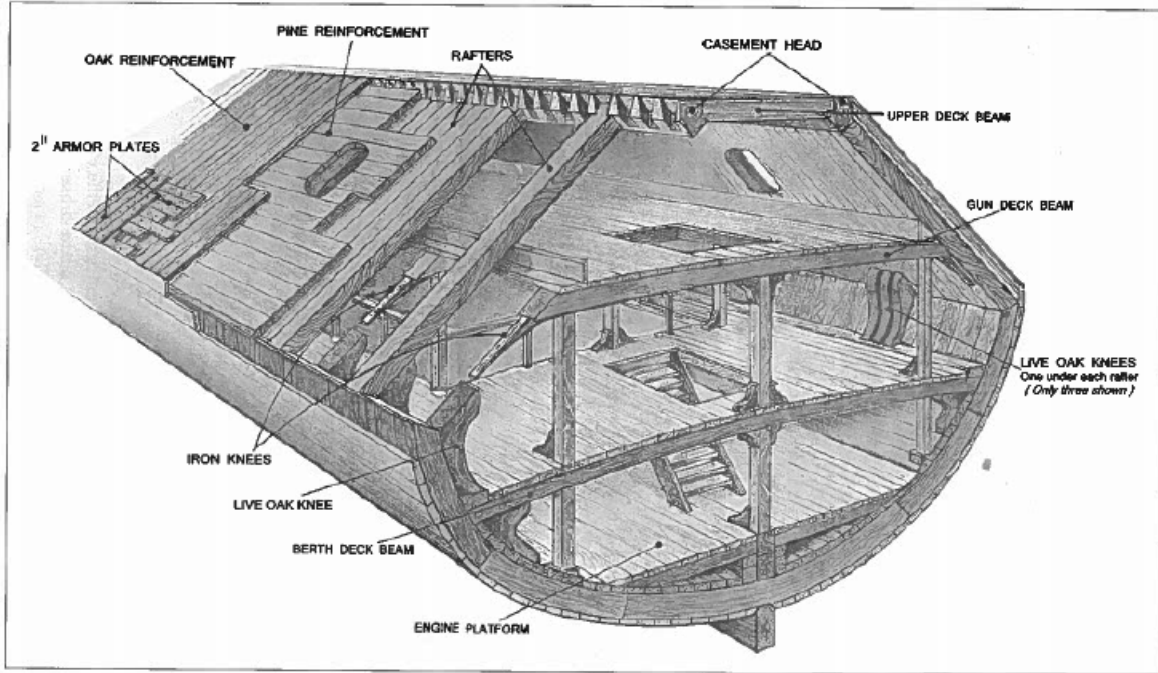 PINE REINFORCEMENT
OAK REINFORCEMENT
RAFTERS
CASEMENT HEAD
UPPER DECK BEAM
2" ARMOR PLATES
GUN DECK BEAM
LIVE OAK KNEES
One under each rafter
( Only three shown )
IRON KNEES
LIVE OAK KNEE
BERTH DECK BEAM
ENGINE PLATFORM